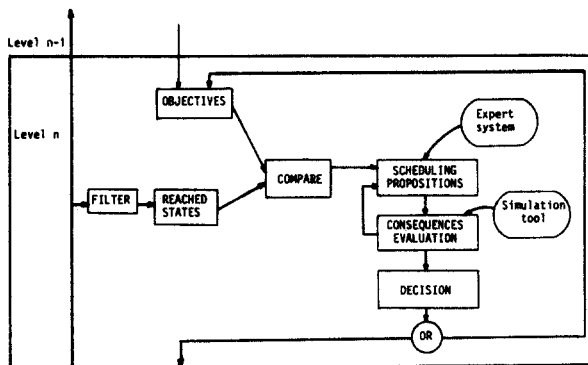 Level n-1
Level n
OBJECTIVES
Expert
system
COMPARE
SCHEDULING
PROPOSITIONS
FILTER
REACHED
STATES
Simulation
tool
CONSEQUENCES
EVALUATION
DECISION
OR